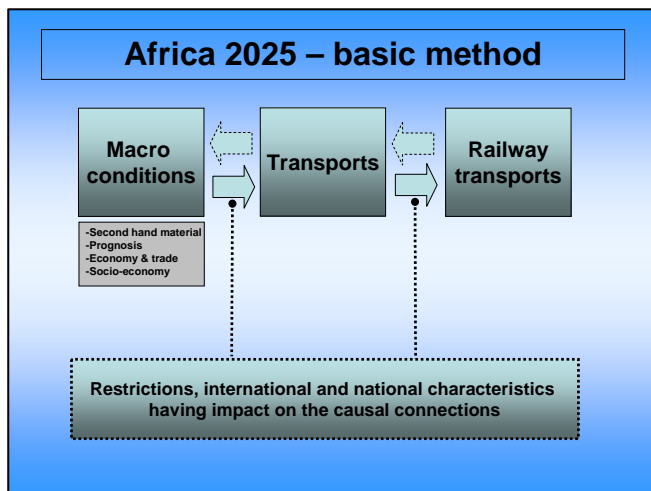 Africa 2025 – basic method
Macro
conditions
Transports
Railway
transports
-Second hand material
-Prognosis
-Economy & trade
-Socio-economy
Restrictions, international and national characteristics
having impact on the causal connections